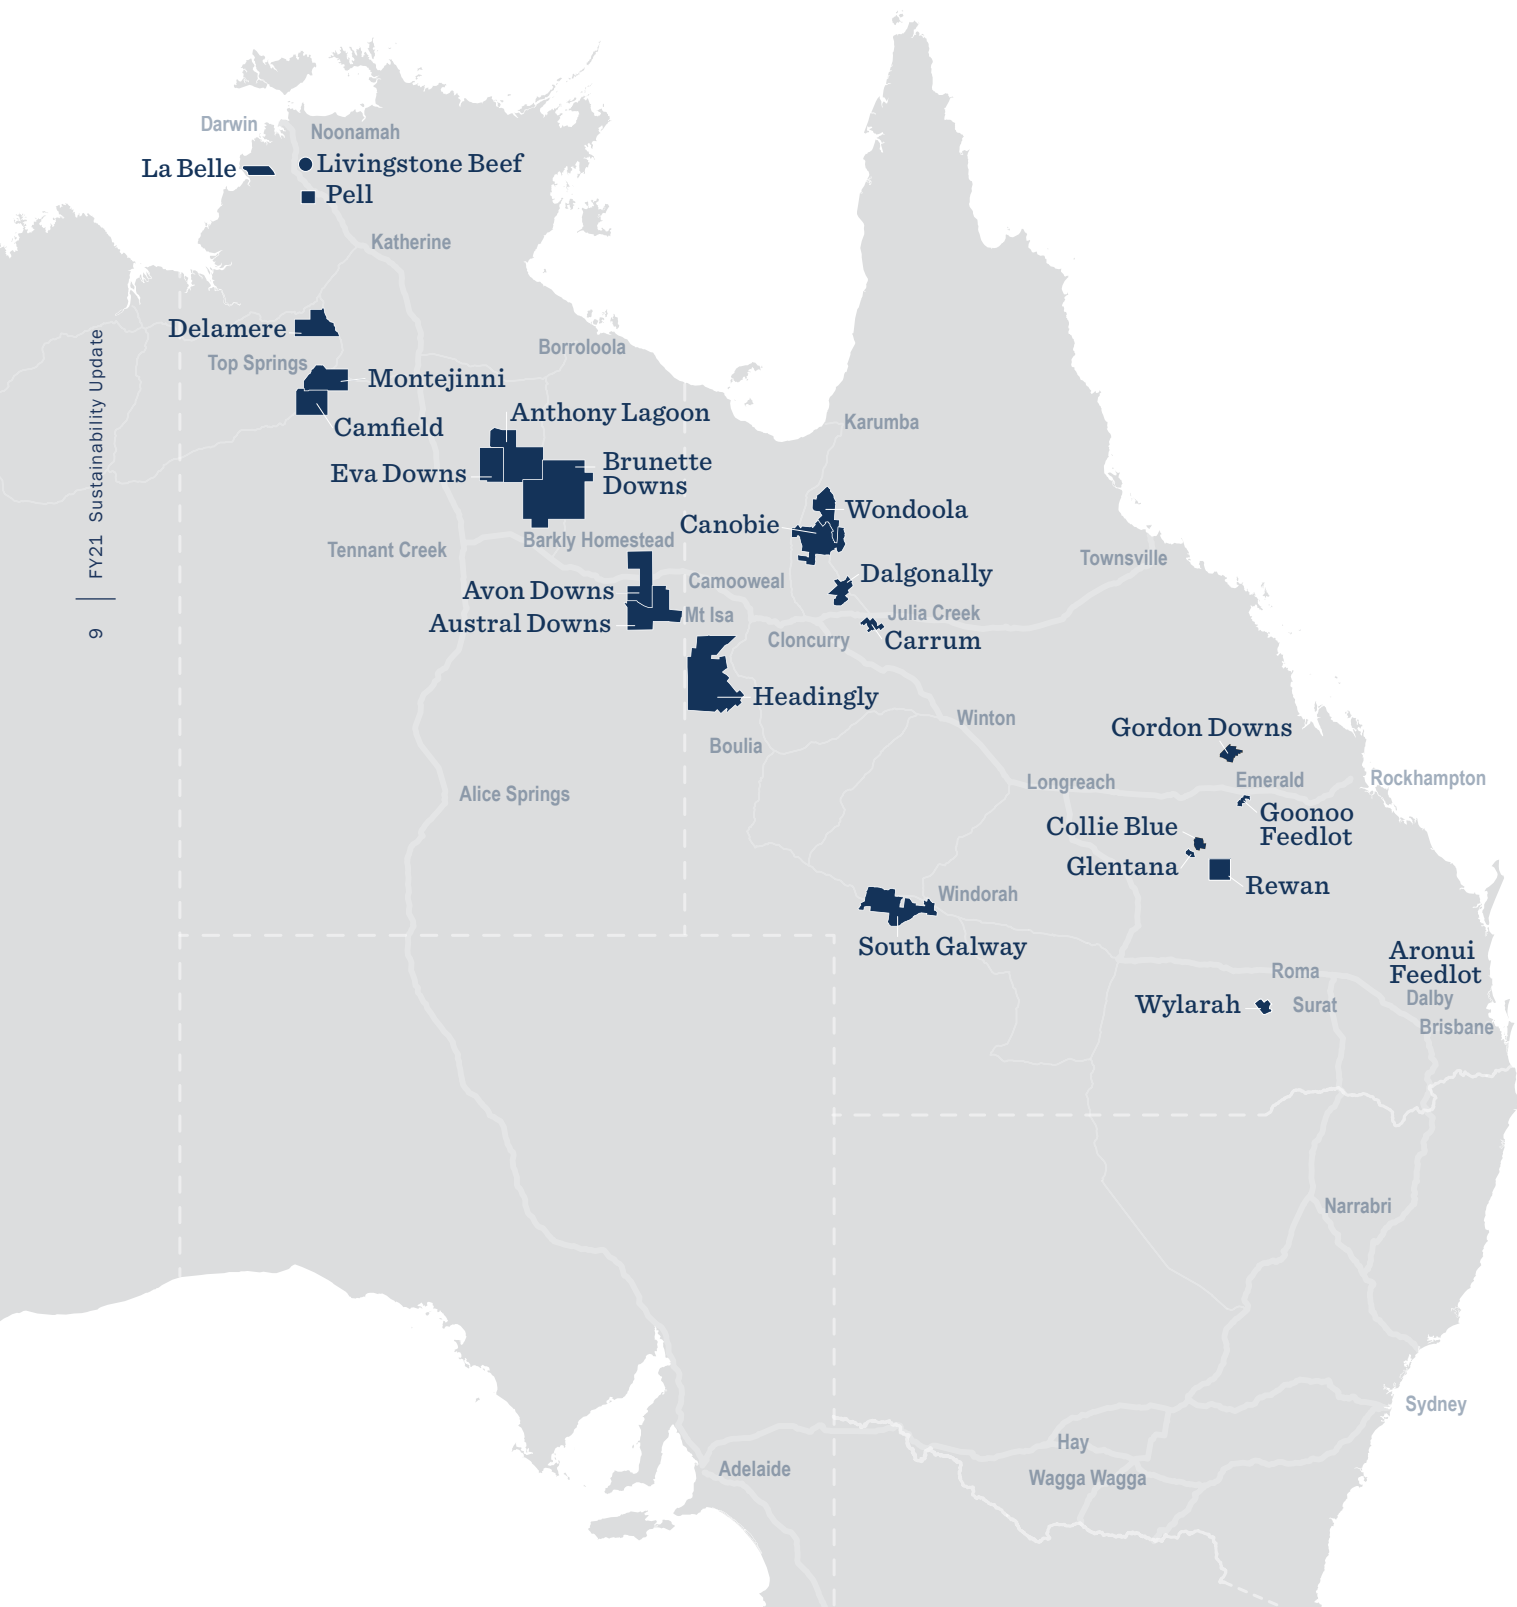 Darwin
Noonamah
La Belle
Livingstone Beef
Pell
Katherine
Delamere
Top Springs
Montejinni
Camfield
Borroloola
Anthony Lagoon
Eva Downs
Brunette
Downs
Karumba
Wondoola
Canobie
Tennant Creek
Barkly Homestead
Townsville
Dalgonally
Camooweal
Avon Downs
Austral Downs
Mt Isa
Julia Creek
Cloncurry
Carrum
Headingly
Winton
Boulia
Gordon Downs
Longreach
Emerald
Rockhampton
Alice Springs
Goonoo
Feedlot
Collie Blue
Glentana
Rewan
Windorah
South Galway
Aronui
Feedlot
Roma
Dalby
Wylarah
Surat
Brisbane
Narrabri
Sydney
Hay
Adelaide
Wagga Wagga
FY21 Sustainability Update
9